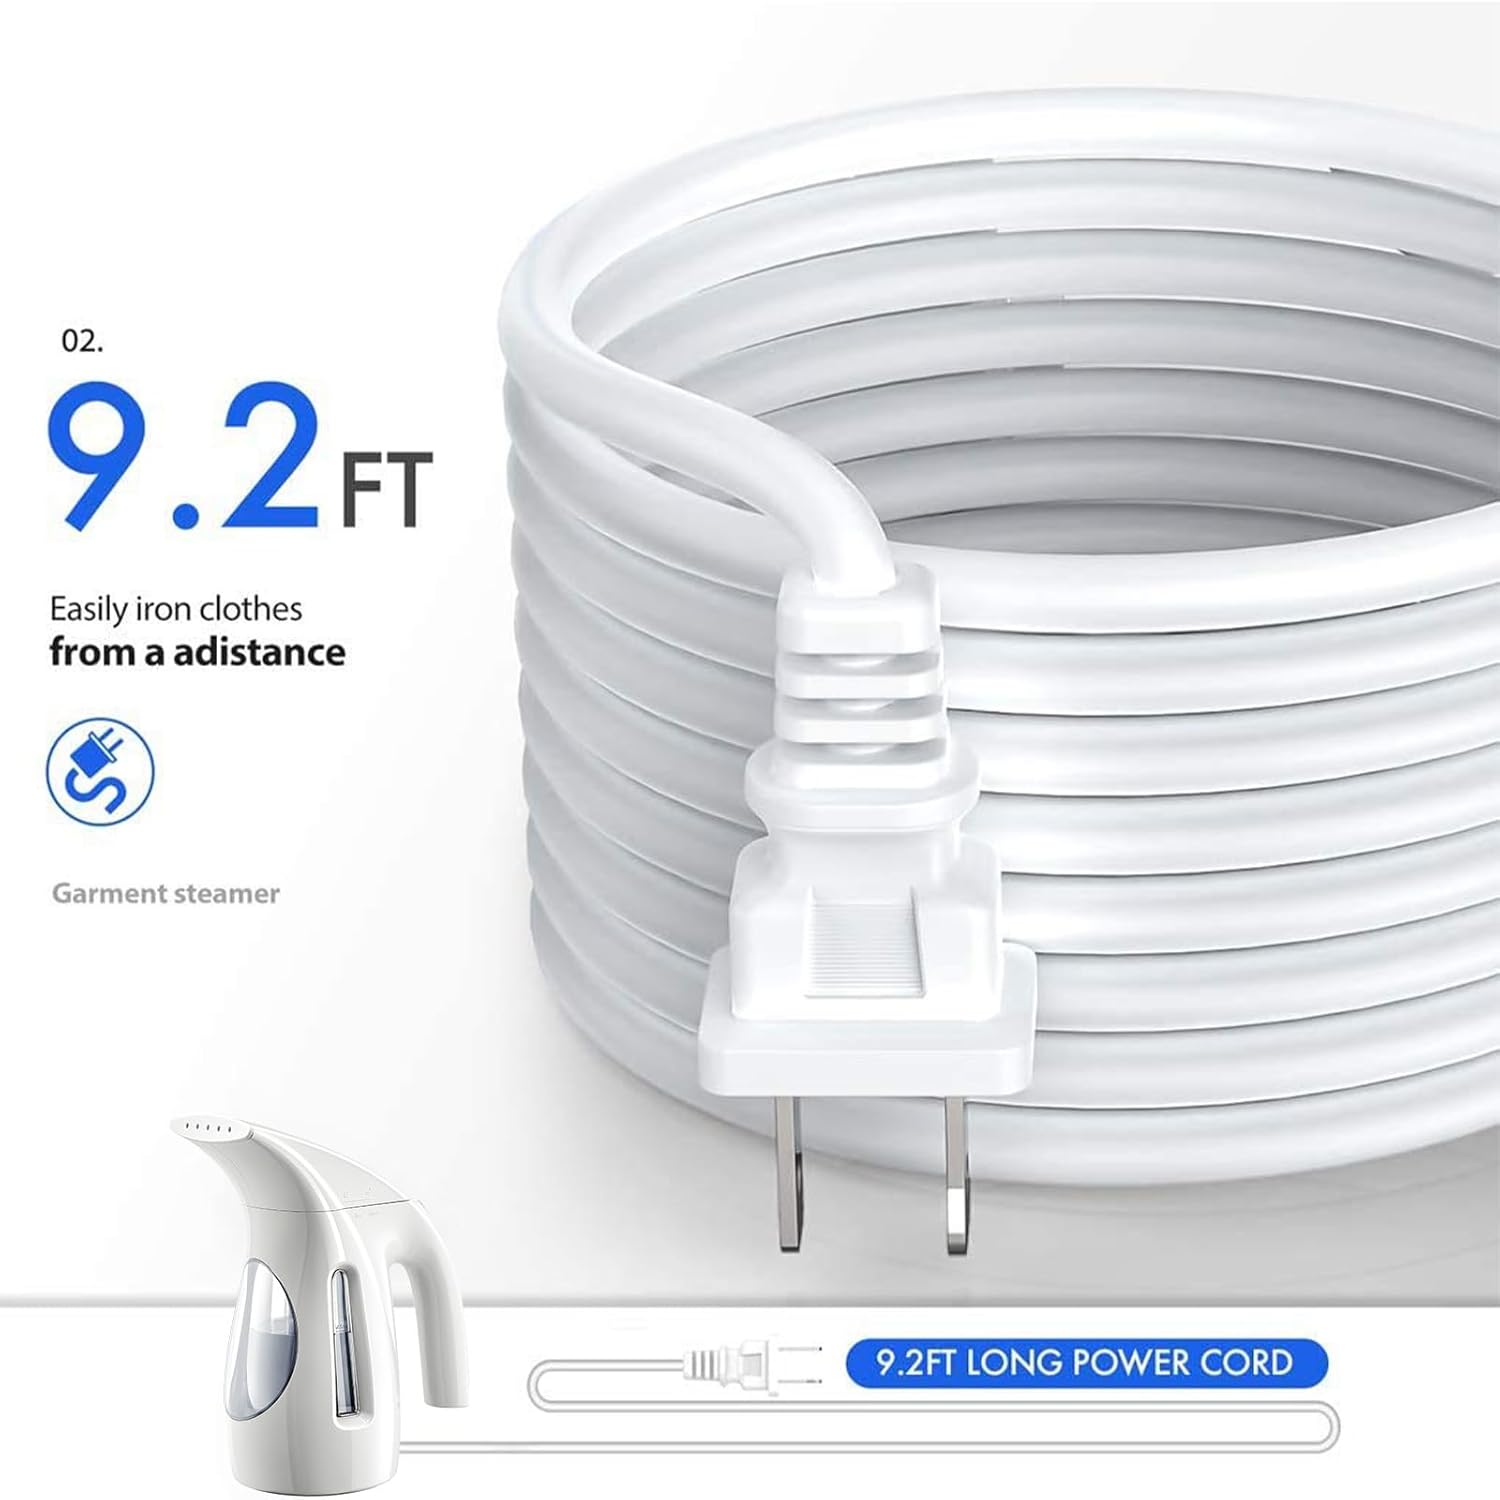 02.
9.2FT
Easily iron clothes
from a adistance
Garment steamer
9.2FT LONG POWER CORD